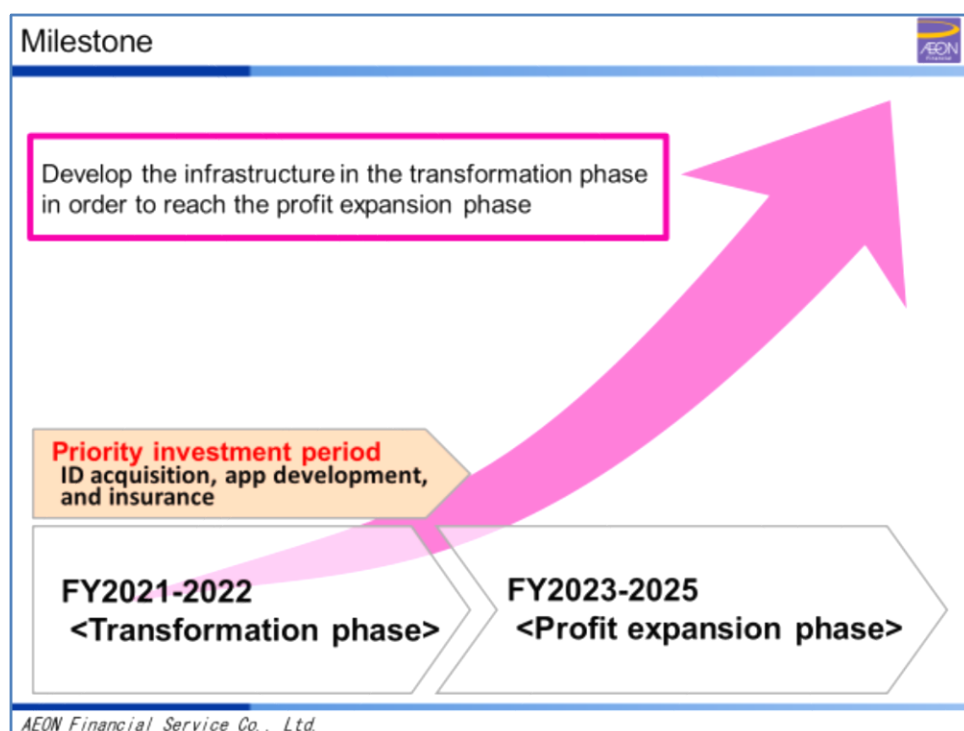 Milestone
AEON
Financial
Develop the infrastructure in the transformation phase
in order to reach the profit expansion phase
Priority investment period
ID acquisition, app development,
and insurance
FY2021-2022
<Transformation phase>
FY2023-2025
<Profit expansion phase>
AEON Financial Service Co., Ltd.